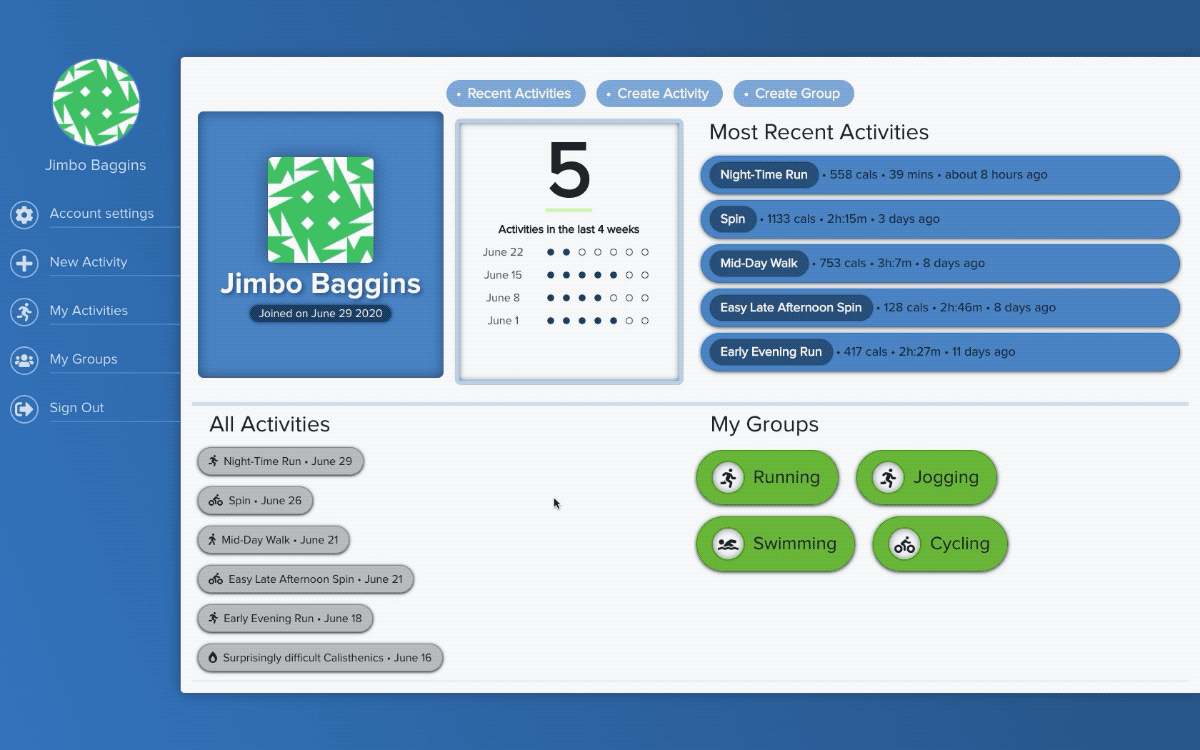 Jimbo Baggins
Account settings
New Activity
My Activities
My Groups
Sign Out
• Recent Activities
• Create Activity
• Create Group
Jimbo Baggins
Joined on June 29 2020
5
Activities in the last 4 weeks
June 22
June 15
June 8
June 1
Most Recent Activities
Night-Time Run • 558 cals • 39 mins • about 8 hours ago
Spin • 1133 cals • 2h:15m • 3 days ago
Mid-Day Walk • 753 cals • 3h:7m • 8 days ago
Easy Late Afternoon Spin • 128 cals • 2h:46m • 8 days ago
Early Evening Run • 417 cals • 2h:27m • 11 days ago
All Activities
Night-Time Run • June 29
Spin • June 26
Mid-Day Walk • June 21
Easy Late Afternoon Spin • June 21
Early Evening Run • June 18
Surprisingly difficult Calisthenics • June 16
My Groups
Running
Jogging
Swimming
Cycling